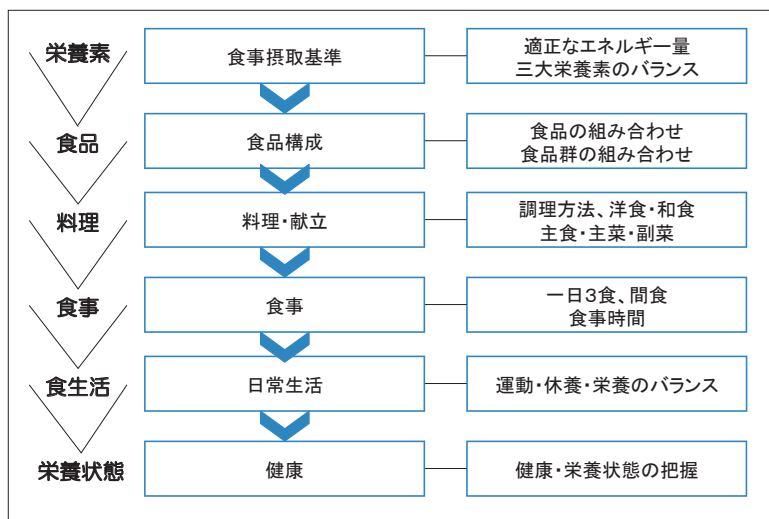 栄養素
食事摂取基準
適正なエネルギー量
三大栄養素のバランス
食品
食品構成
食品の組み合わせ
食品群の組み合わせ
料理
料理・献立
調理方法、洋食・和食
主食・主菜・副菜
食事
食事
一日3食、間食
食事時間
食生活
日常生活
運動・休養・栄養のバランス
栄養状態
健康
健康・栄養状態の把握